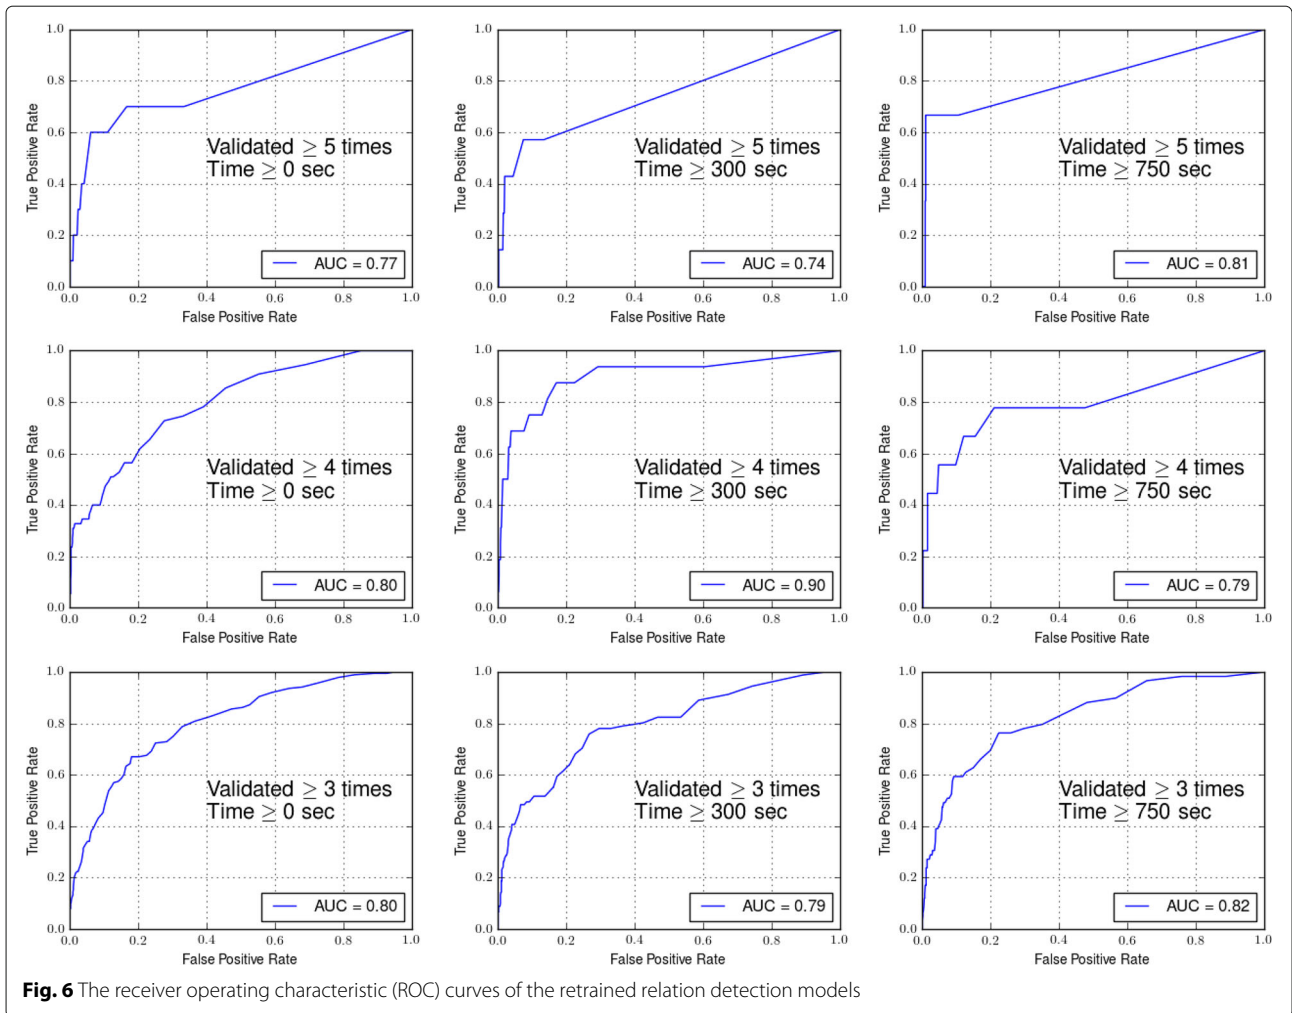 1.0
0.8
0.6
0.4
0.2
0.0
True Positive Rate
Validated ≥ 5 times
Time ≥ 0 sec
AUC = 0.77
0.0 0.2 0.4 0.6 0.8 1.0
False Positive Rate
1.0
0.8
0.6
0.4
0.2
0.0
True Positive Rate
Validated ≥ 5 times
Time ≥ 300 sec
AUC = 0.74
0.0 0.2 0.4 0.6 0.8 1.0
False Positive Rate
1.0
0.8
0.6
0.4
0.2
0.0
True Positive Rate
Validated ≥ 5 times
Time ≥ 750 sec
AUC = 0.81
0.0 0.2 0.4 0.6 0.8 1.0
False Positive Rate
1.0
0.8
0.6
0.4
0.2
0.0
True Positive Rate
Validated ≥ 4 times
Time ≥ 0 sec
AUC = 0.80
0.0 0.2 0.4 0.6 0.8 1.0
False Positive Rate
1.0
0.8
0.6
0.4
0.2
0.0
True Positive Rate
Validated ≥ 4 times
Time ≥ 300 sec
AUC = 0.90
0.0 0.2 0.4 0.6 0.8 1.0
False Positive Rate
1.0
0.8
0.6
0.4
0.2
0.0
True Positive Rate
Validated ≥ 4 times
Time ≥ 750 sec
AUC = 0.79
0.0 0.2 0.4 0.6 0.8 1.0
False Positive Rate
1.0
0.8
0.6
0.4
0.2
0.0
True Positive Rate
Validated ≥ 3 times
Time ≥ 0 sec
AUC = 0.80
0.0 0.2 0.4 0.6 0.8 1.0
False Positive Rate
1.0
0.8
0.6
0.4
0.2
0.0
True Positive Rate
Validated ≥ 3 times
Time ≥ 300 sec
AUC = 0.79
0.0 0.2 0.4 0.6 0.8 1.0
False Positive Rate
1.0
0.8
0.6
0.4
0.2
0.0
True Positive Rate
Validated ≥ 3 times
Time ≥ 750 sec
AUC = 0.82
0.0 0.2 0.4 0.6 0.8 1.0
False Positive Rate
Fig. 6 The receiver operating characteristic (ROC) curves of the retrained relation detection models